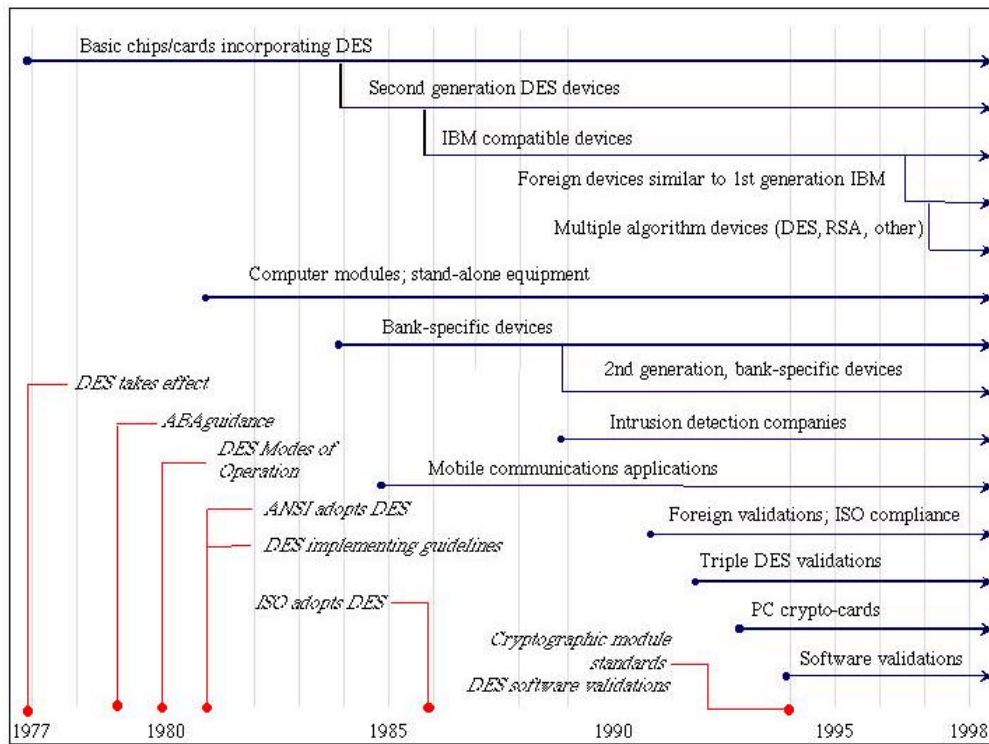 Basic chips/cards incorporating DES
Second generation DES devices
IBM compatible devices
Foreign devices similar to 1st generation IBM
Multiple algorithm devices (DES, RSA, other)
Computer modules; stand-alone equipment
Bank-specific devices
2nd generation, bank-specific devices
DES takes effect
ABAguidance
Intrusion detection companies
DES Modes of
Operation
Mobile communications applications
ANSI adopts DES
Foreign validations; ISO compliance
DES implementing guidelines
Triple DES validations
ISO adopts DES
PC crypto-cards
Cryptographic module
standards
DES software validations
Software validations
1977 1980 1985 1990 1995 1998